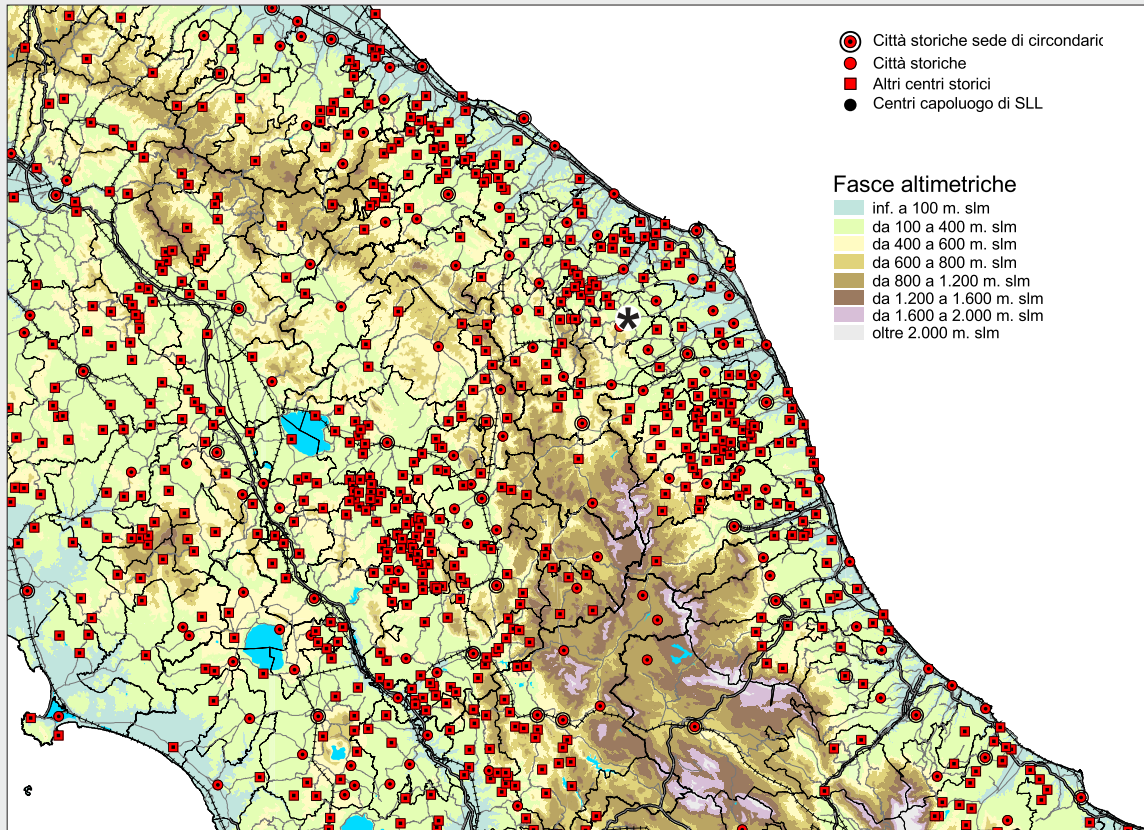 Città storiche sede di circondaric
Città storiche
Altri centri storici
Centri capoluogo di SLL
Fasce altimetriche
inf. a 100 m. slm
da 100 a 400 m. slm
da 400 a 600 m. slm
da 600 a 800 m. slm
da 800 a 1.200 m. slm
da 1.200 a 1.600 m. slm
da 1.600 a 2.000 m. slm
oltre 2.000 m. slm
*